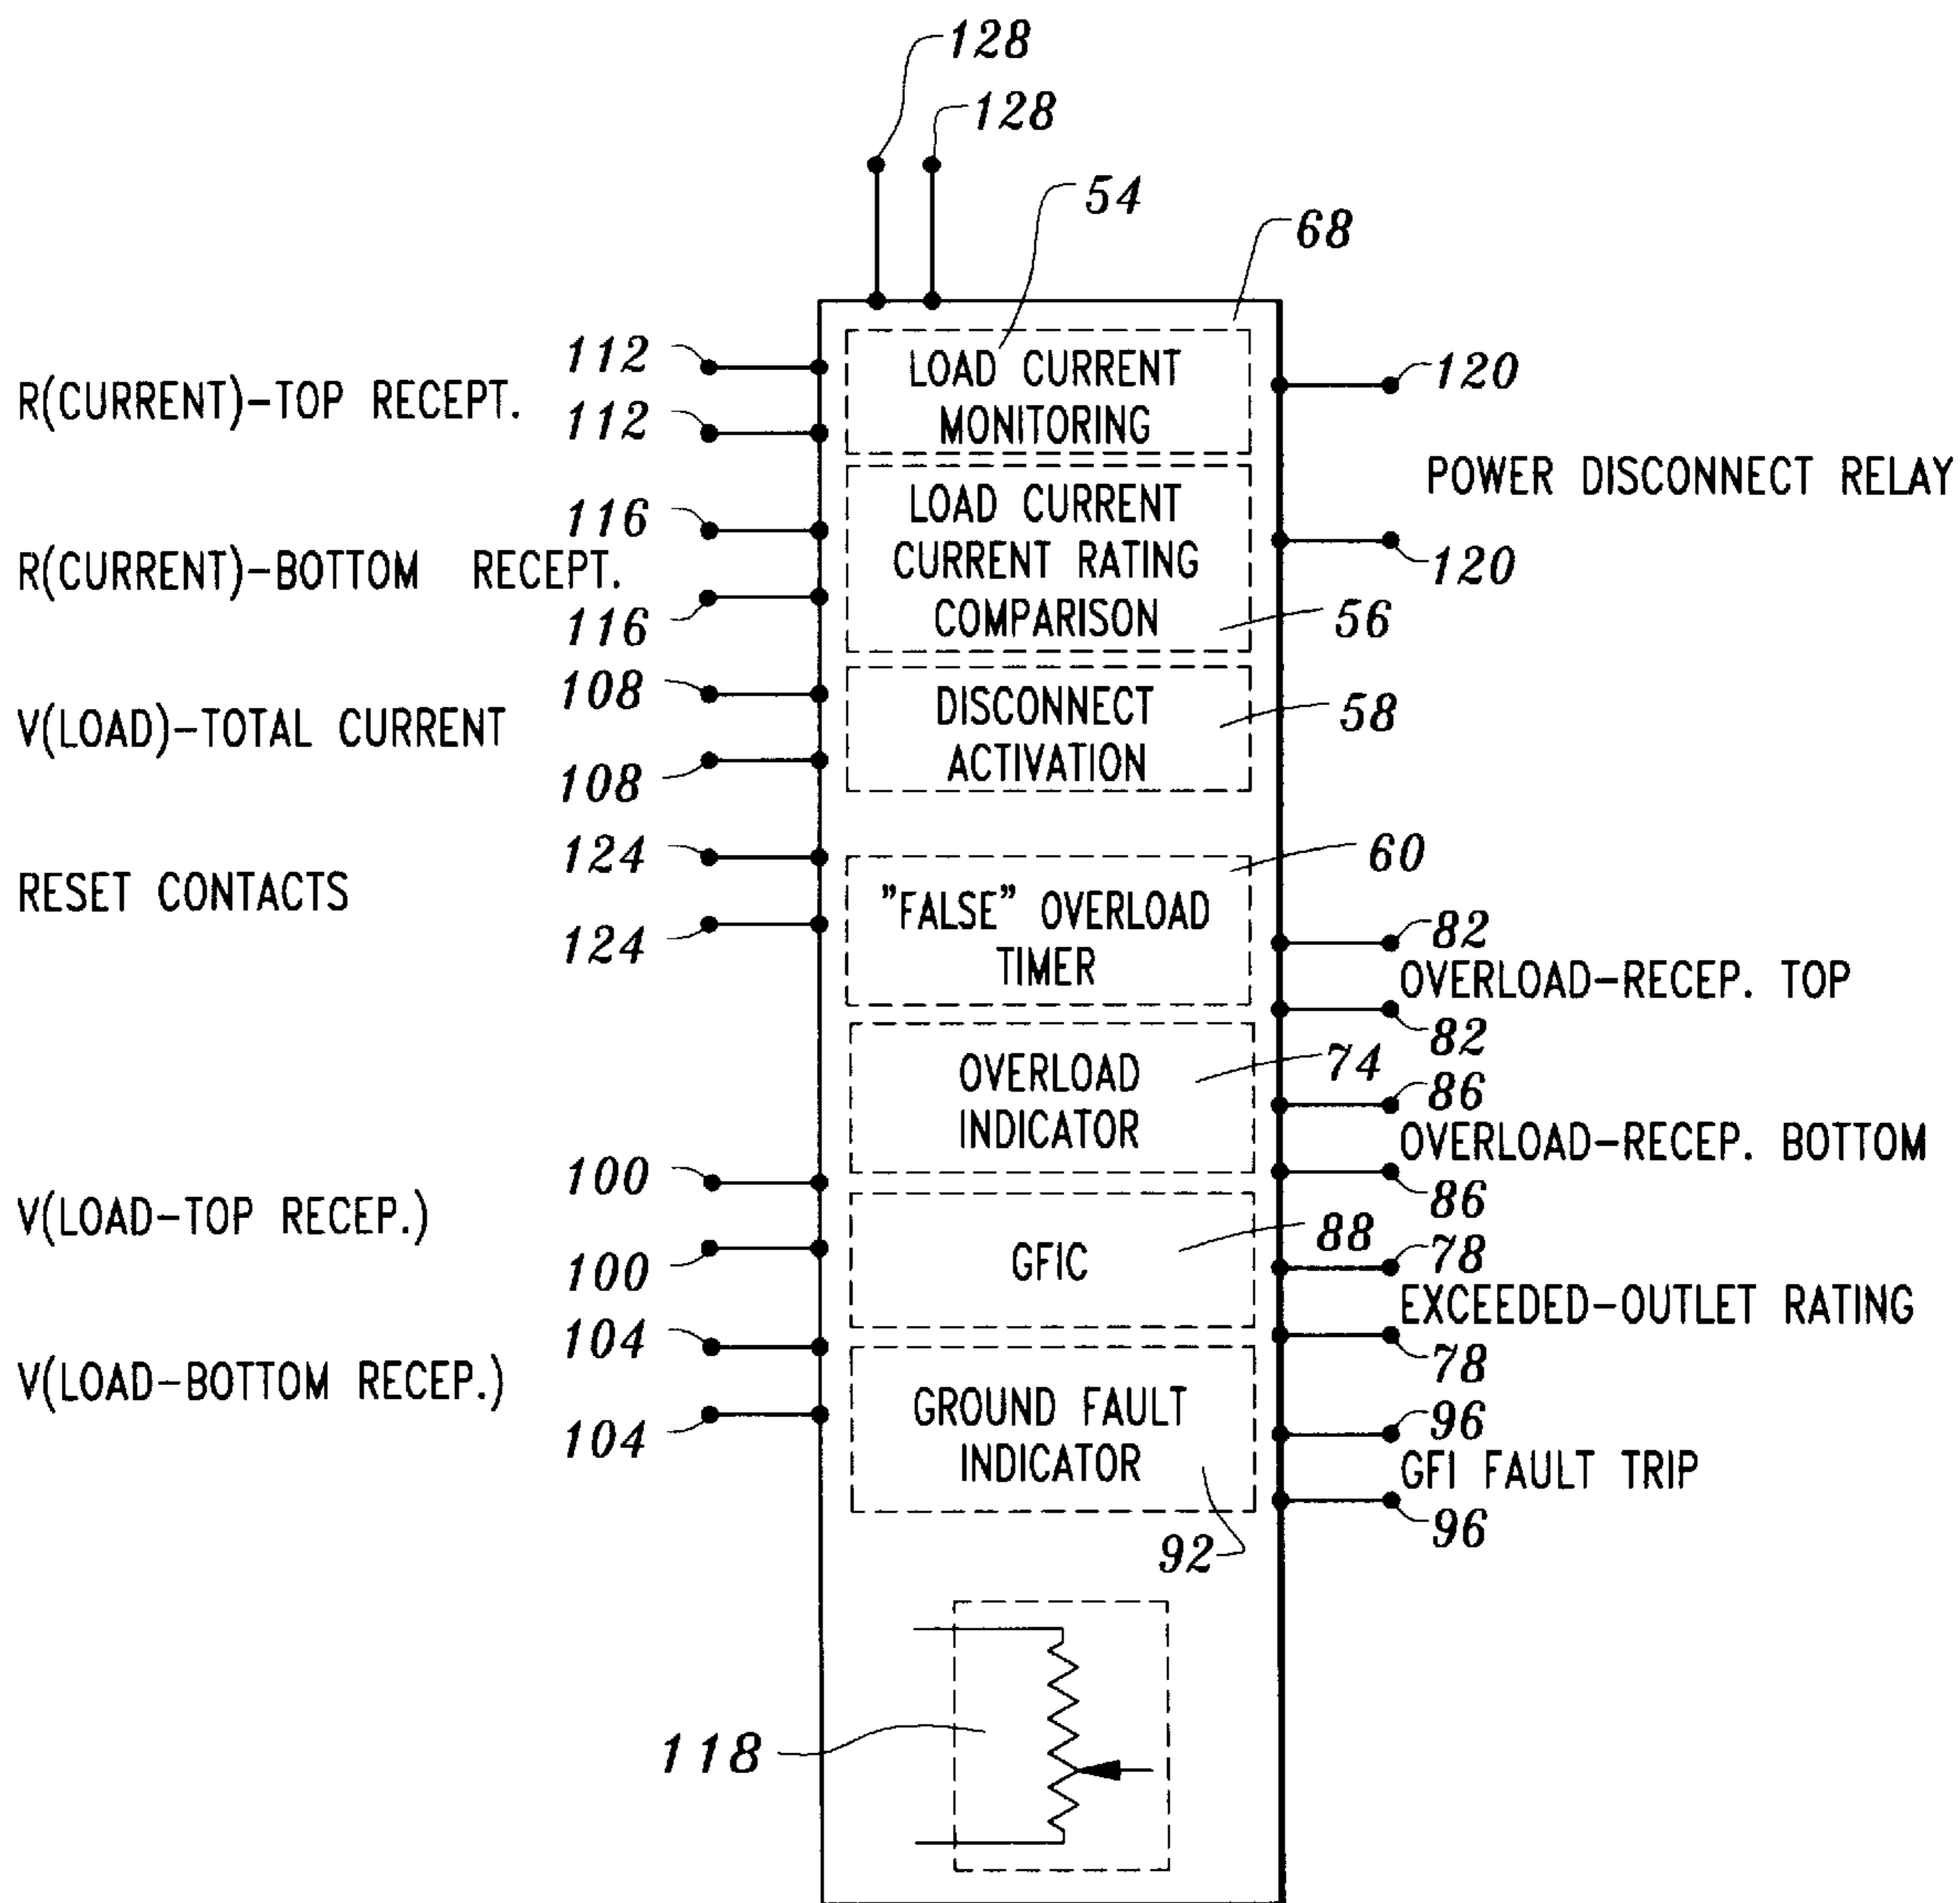 128
128
54
68
R(CURRENT)-TOP RECEPT.
112
112
R(CURRENT)-BOTTOM RECEPT.
116
116
V(LOAD)-TOTAL CURRENT
108
108
RESET CONTACTS
124
124
V(LOAD-TOP RECEP.)
100
100
V(LOAD-BOTTOM RECEP.)
104
104
LOAD CURRENT
MONITORING
LOAD CURRENT
CURRENT RATING
COMPARISON
56
DISCONNECT
ACTIVATION
58
"FALSE" OVERLOAD
TIMER
60
OVERLOAD
INDICATOR
74
GFIC
88
GROUND FAULT
INDICATOR
92
118
120
POWER DISCONNECT RELAY
120
82
OVERLOAD-RECEP. TOP
82
86
OVERLOAD-RECEP. BOTTOM
86
78
EXCEEDED-OUTLET RATING
78
96
GFI FAULT TRIP
96